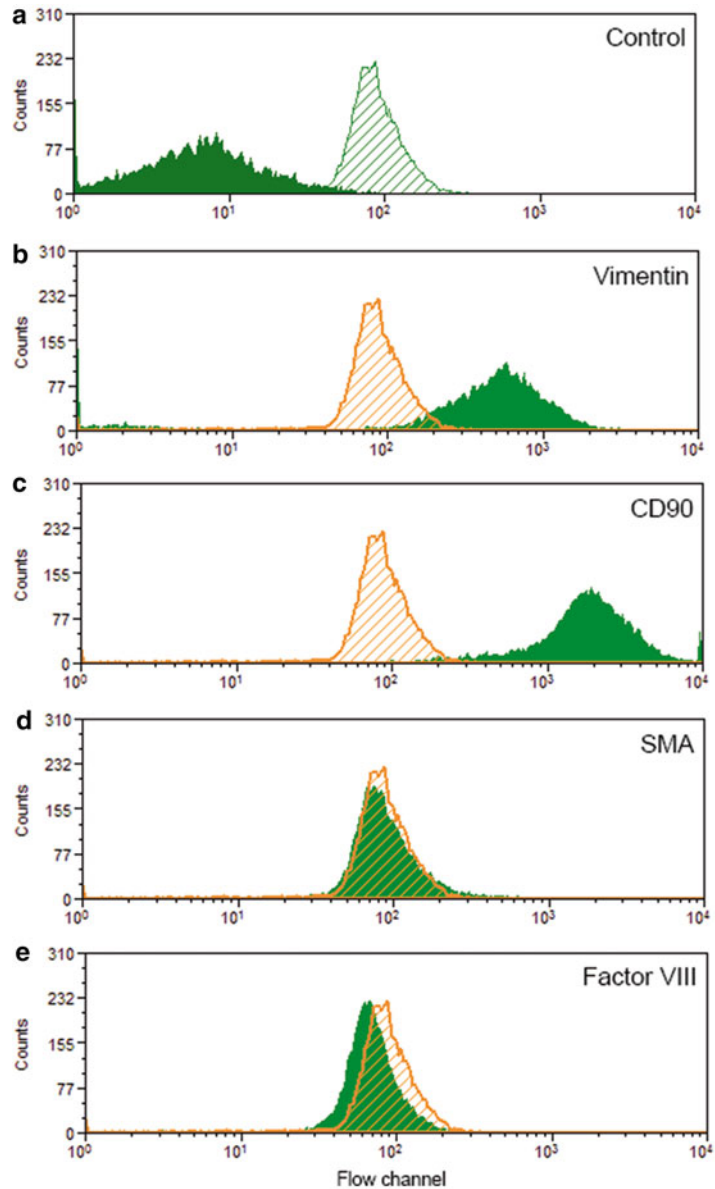 a
310
232
155
77
0
Counts
Control
10⁰ 10¹ 10² 10³ 10⁴
b
310
232
155
77
0
Counts
Vimentin
10⁰ 10¹ 10² 10³ 10⁴
c
310
232
155
77
0
Counts
CD90
10⁰ 10¹ 10² 10³ 10⁴
d
310
232
155
77
0
Counts
SMA
10⁰ 10¹ 10² 10³ 10⁴
e
310
232
155
77
0
Counts
Factor VIII
10⁰ 10¹ 10² 10³ 10⁴
Flow channel